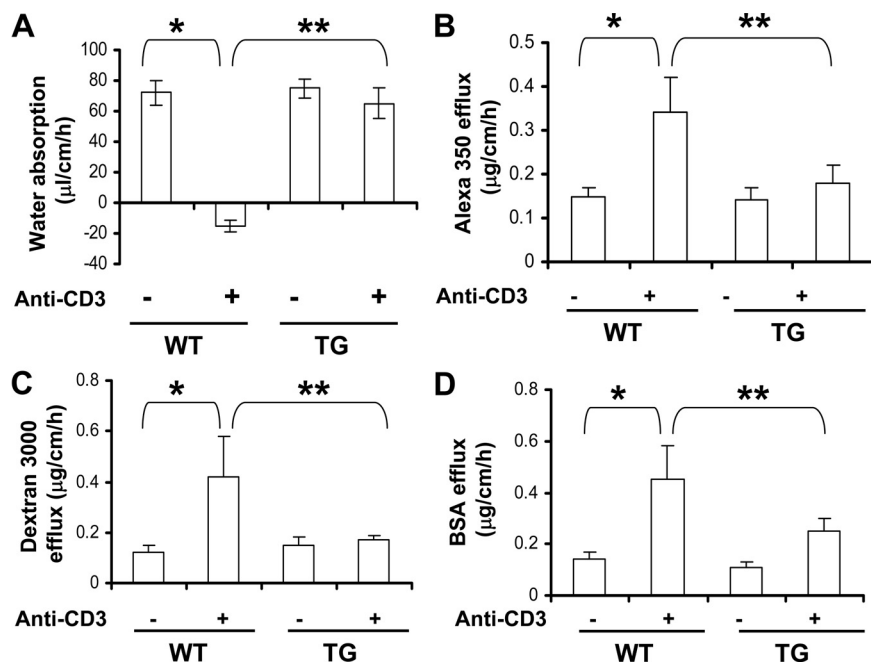 A
* **
Water absorption
(µl/cm/h)
100
80
60
40
20
0
-20
-40
Anti-CD3 - + - +
WT TG
B
* **
Alexa 350 efflux
(µg/cm/h)
0.5
0.4
0.3
0.2
0.1
0
Anti-CD3 - + - +
WT TG
C
* **
Dextran 3000
efflux (µg/cm/h)
0.8
0.6
0.4
0.2
0
Anti-CD3 - + - +
WT TG
D
* **
BSA efflux
(µg/cm/h)
0.8
0.6
0.4
0.2
0
Anti-CD3 - + - +
WT TG